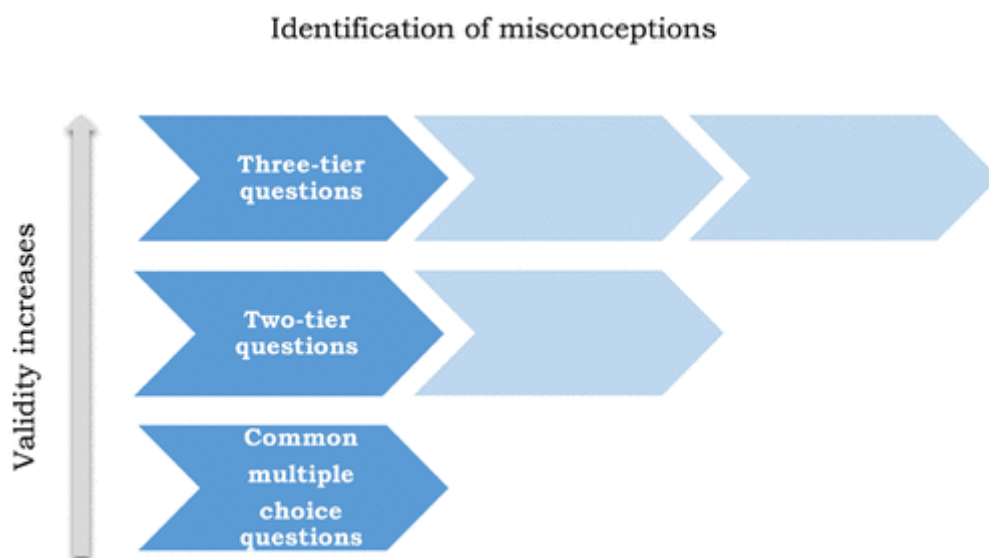 Identification of misconceptions
Three-tier
questions
Two-tier
questions
Common
multiple
choice
questions
Validity increases